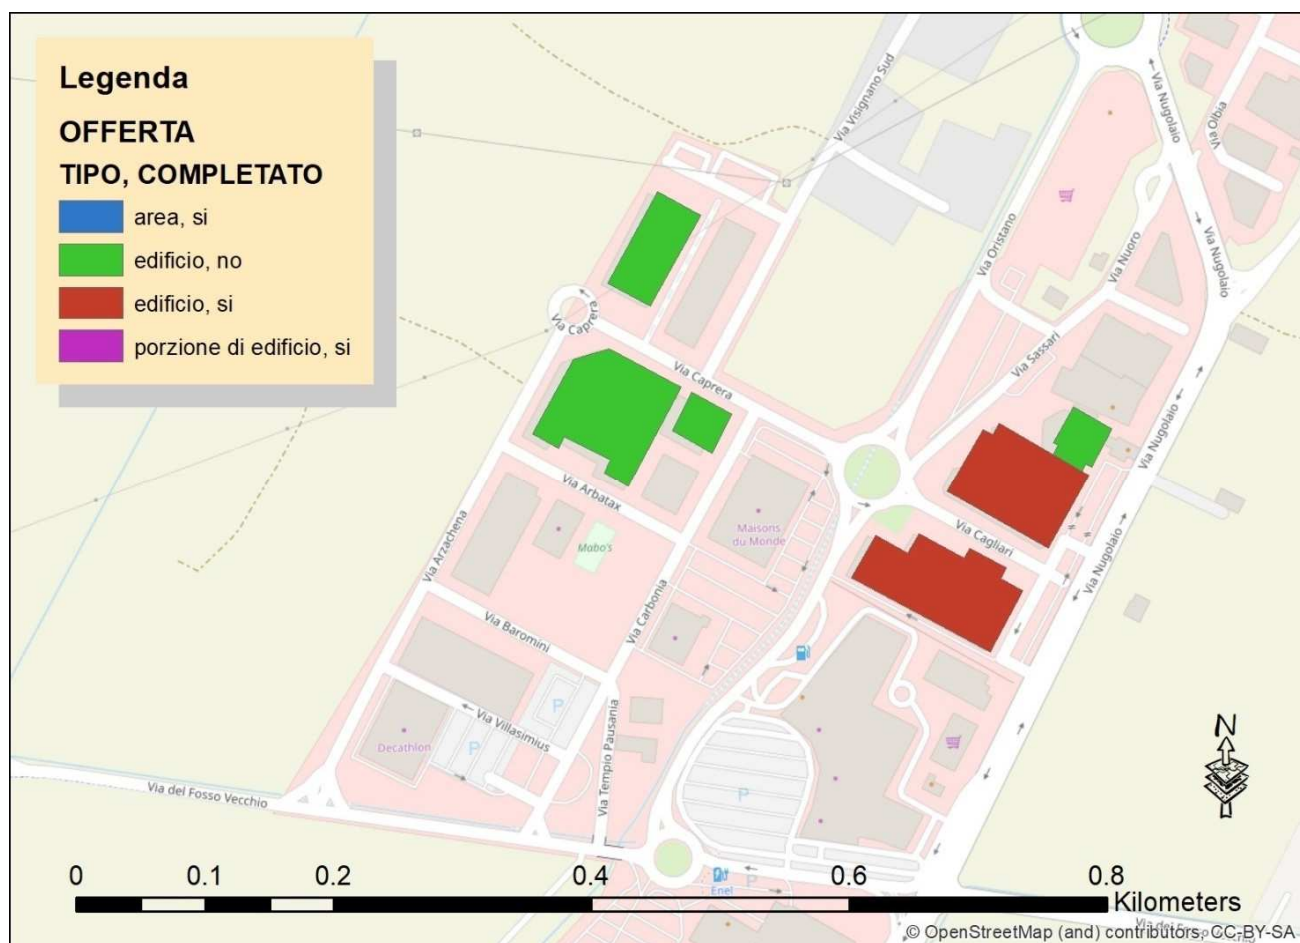 Legenda
OFFERTA
TIPO, COMPLETATO
area, si
edificio, no
edificio, si
porzione di edificio, si
Via Visignano Sud
Via Nugolaio
Via Olbia
Via Oristano
Via Nuoro
Via Nugolaio
Via Caprera
Via Sassari
Via Caprera
Via Nugolaio
Via Arbatax
Maisons
du Monde
Via Cagliari
Via Arzachena
Mabo's
Via Nugolaio
Via Carbonia
Via Baromini
Via Villasimius
Decathlon
P
P
Via Tempio Pausania
P
Via del Fosso Vecchio
N
P
Enel
0
0.1
0.2
0.4
0.6
0.8
Kilometers
© OpenStreetMap (and) contributors, CC-BY-SA